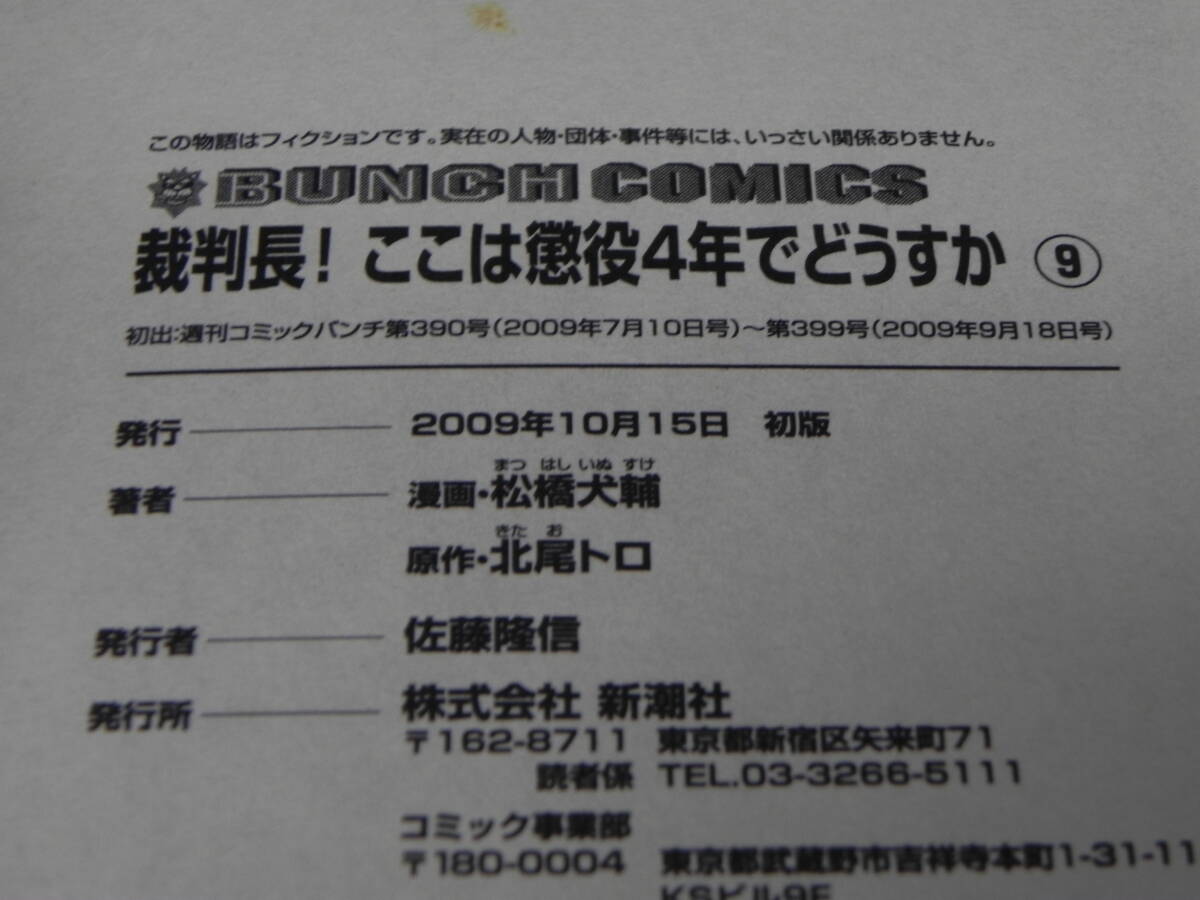 この物語はフィクションです。実在の人物・団体・事件等には、いっさい関係ありません。
BUNCH COMICS
裁判長！ ここは懲役4年でどうすか ⑨
初出：週刊コミックバンチ第390号（2009年7月10日号）～第399号（2009年9月18日号）
発行 2009年10月15日 初版
まつ はし いぬ すけ
著者 漫画・松橋犬輔
きた お
原作・北尾トロ
発行者 佐藤隆信
発行所 株式会社 新潮社
〒162-8711 東京都新宿区矢来町71
読者係 TEL.03-3266-5111
コミック事業部
〒180-0004 東京都武蔵野市吉祥寺本町1-31-11
KSビル9F